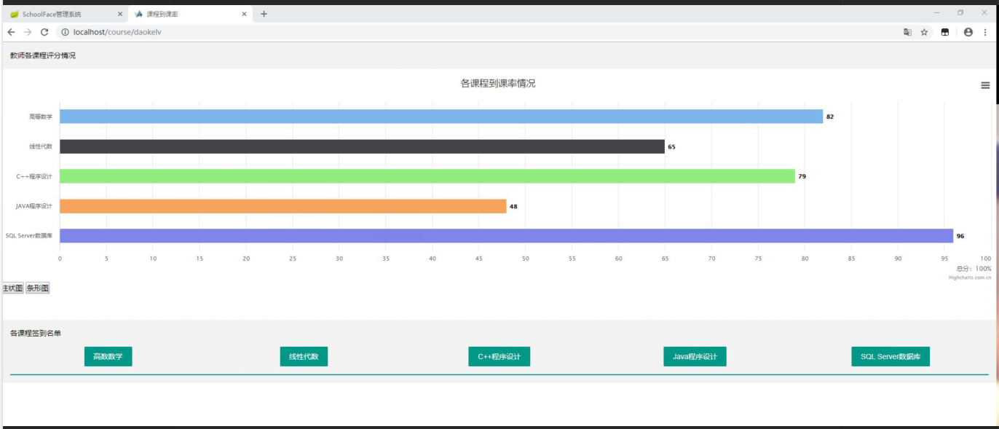 SchoolFace管理系统
课程到课率
localhost/course/daokelv
教师各课程评分情况
各课程到课率情况
高等数学 82
线性代数 65
C++程序设计 79
JAVA程序设计 48
SQL Server数据库 96
0 5 10 15 20 25 30 35 40 45 50 55 60 65 70 75 80 85 90 95 100
总分：100%
Highcharts.com.cn
柱状图 条形图
各课程签到名单
高数数学 线性代数 C++程序设计 Java程序设计 SQL Server数据库